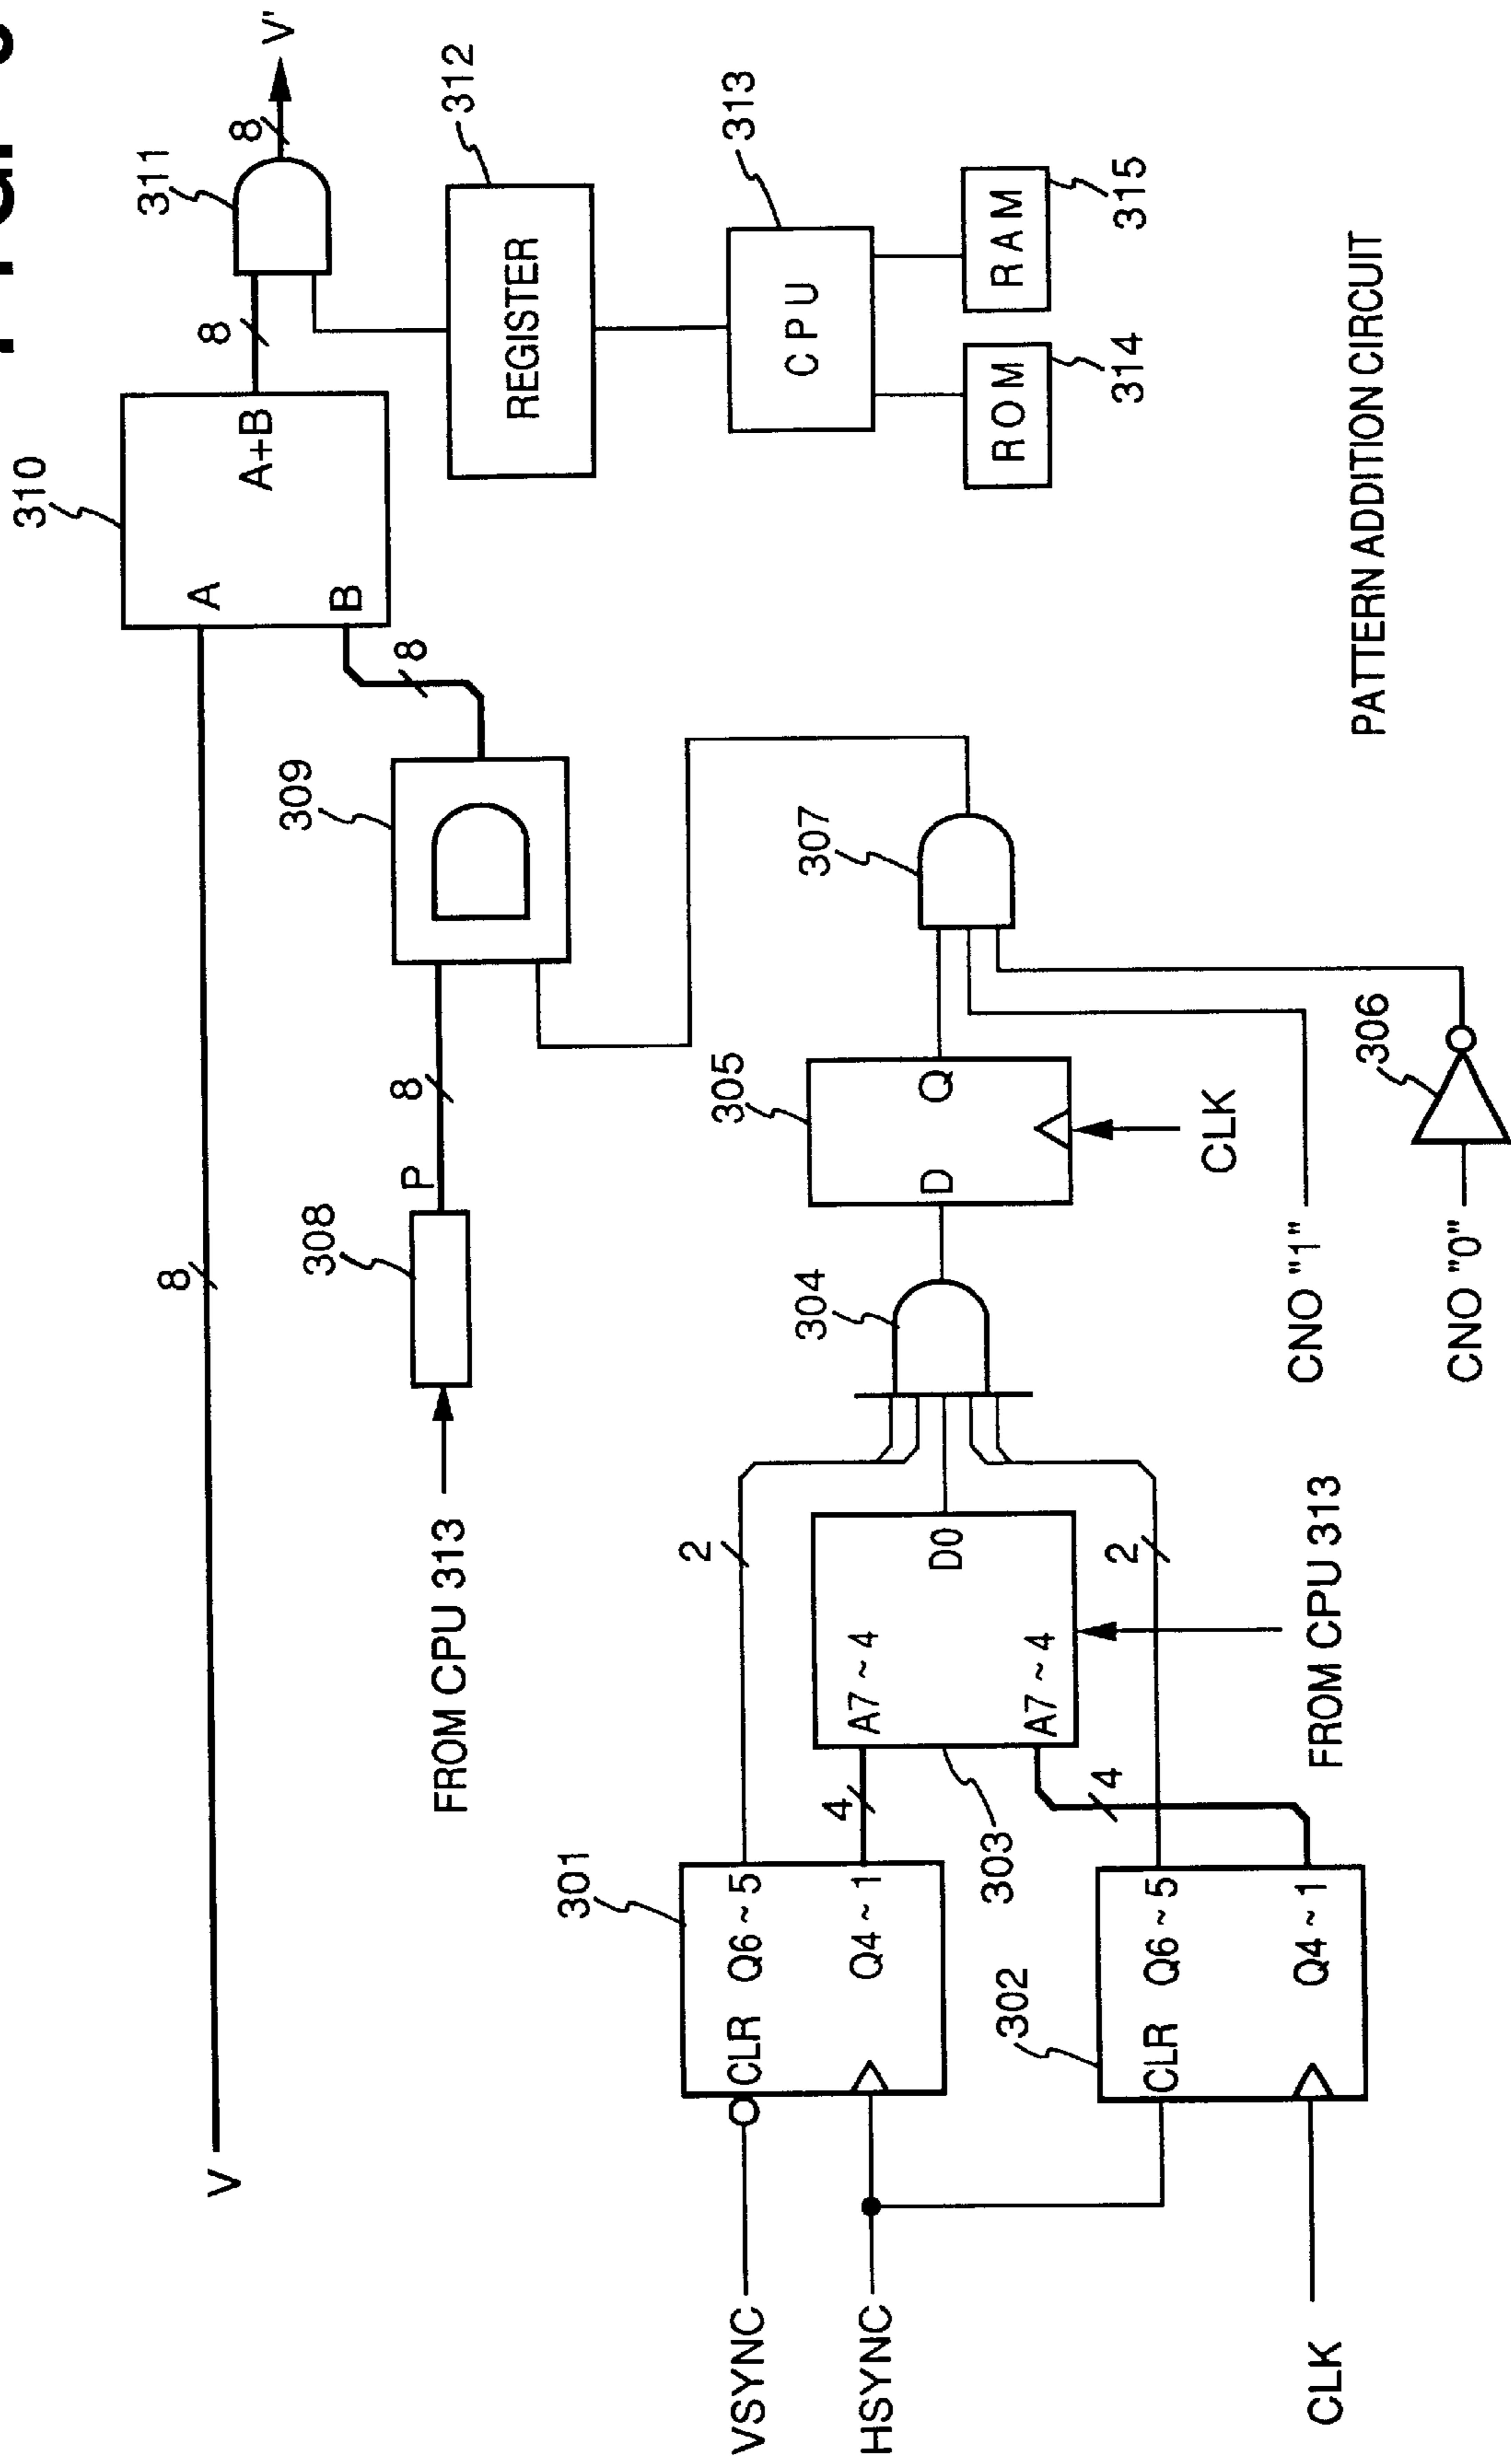 V
8
310
A
B
A+B
8
311
8
V'
312
REGISTER
313
CPU
ROM
314
RAM
315
FROM CPU 313
308
P
8
309
8
VSYNC
HSYNC
CLK
301
CLR Q6~5
Q4~1
2
4
302
CLR Q6~5
Q4~1
4
2
303
A7~4
A7~4
D0
FROM CPU 313
304
305
D
Q
CLK
307
CNO "1"
CNO "0"
306
PATTERN ADDITION CIRCUIT